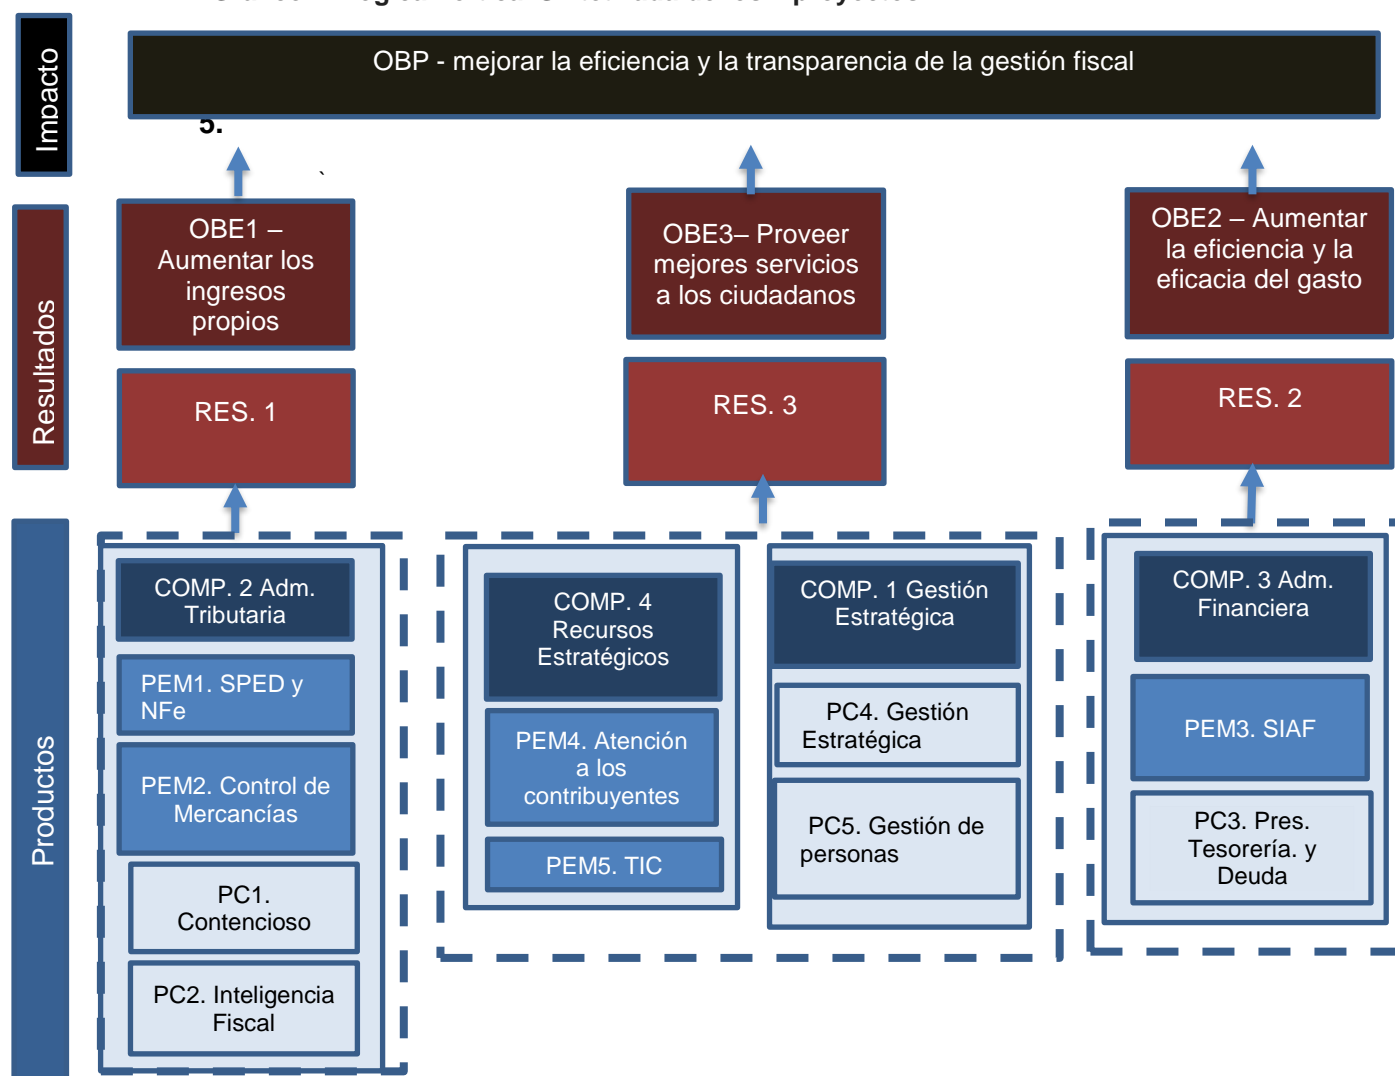 Impacto
OBP - mejorar la eficiencia y la transparencia de la gestión fiscal
5.
`
Resultados
OBE1 –
Aumentar los
ingresos
propios
OBE3– Proveer
mejores servicios
a los ciudadanos
OBE2 – Aumentar
la eficiencia y la
eficacia del gasto
RES. 1
RES. 3
RES. 2
Productos
COMP. 2 Adm.
Tributaria
PEM1. SPED y
NFe
PEM2. Control de
Mercancías
PC1.
Contencioso
PC2. Inteligencia
Fiscal
COMP. 4
Recursos
Estratégicos
PEM4. Atención
a los
contribuyentes
PEM5. TIC
COMP. 1 Gestión
Estratégica
PC4. Gestión
Estratégica
PC5. Gestión de
personas
COMP. 3 Adm.
Financiera
PEM3. SIAF
PC3. Pres.
Tesorería. y
Deuda